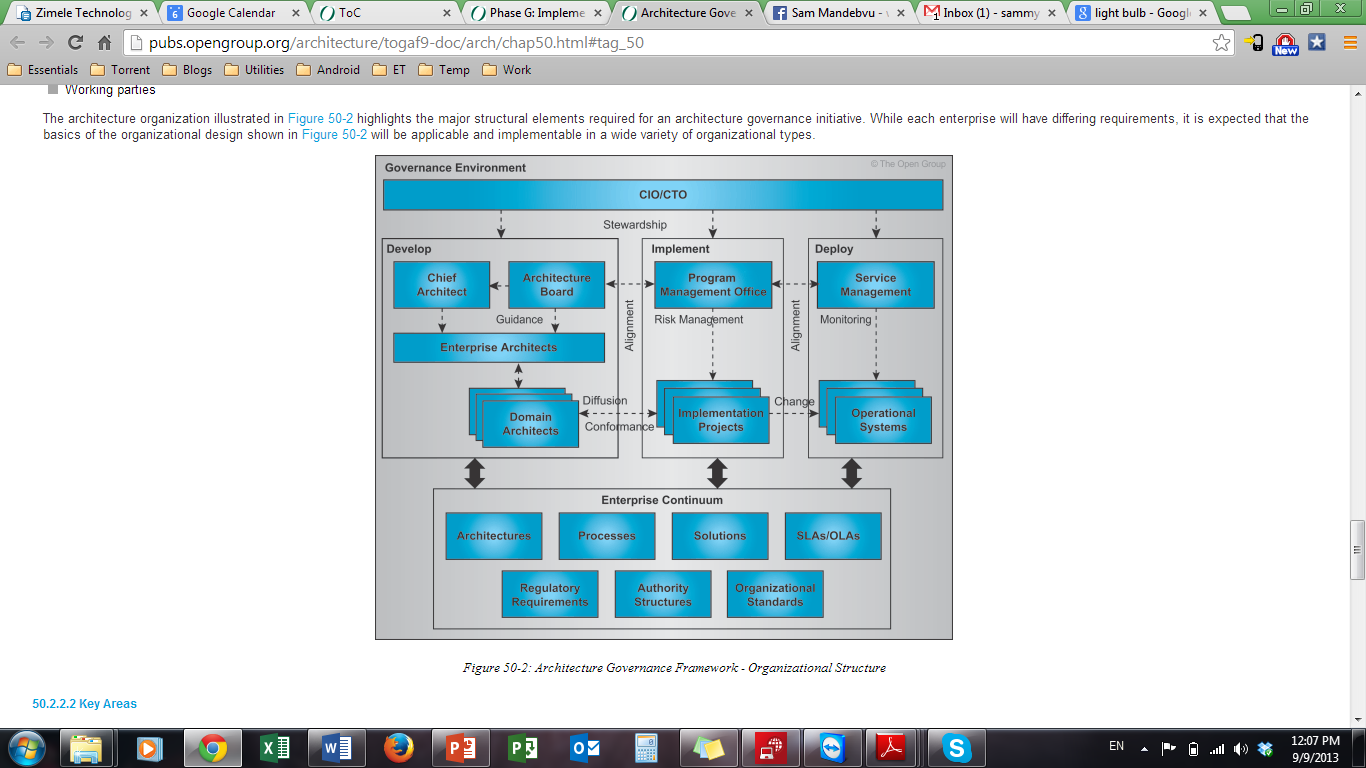 Zimele Technolog
Google Calendar
ToC
Phase G: Impleme
Architecture Gove
Sam Mandebvu -
Inbox (1) - sammy
light bulb - Googl
pubs.opengroup.org/architecture/togaf9-doc/arch/chap50.html#tag_50
New
Essentials
Torrent
Blogs
Utilities
Android
ET
Temp
Work
Working parties
The architecture organization illustrated in Figure 50-2 highlights the major structural elements required for an architecture governance initiative. While each enterprise will have differing requirements, it is expected that the
basics of the organizational design shown in Figure 50-2 will be applicable and implementable in a wide variety of organizational types.
© The Open Group
Governance Environment
CIO/CTO
Stewardship
Develop
Chief
Architect
Architecture
Board
Guidance
Enterprise Architects
Domain
Architects
Alignment
Diffusion
Conformance
Implement
Program
Management Office
Risk Management
Implementation
Projects
Alignment
Change
Deploy
Service
Management
Monitoring
Operational
Systems
Enterprise Continuum
Architectures
Processes
Solutions
SLAs/OLAs
Regulatory
Requirements
Authority
Structures
Organizational
Standards
Figure 50-2: Architecture Governance Framework - Organizational Structure
50.2.2.2 Key Areas
EN
12:07 PM
9/9/2013